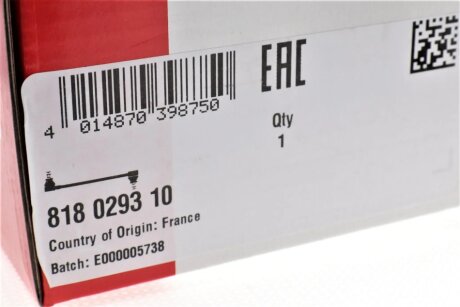 EAC
4 014870 398750
Qty
1
818 0293 10
Country of Origin: France
Batch: E000005738